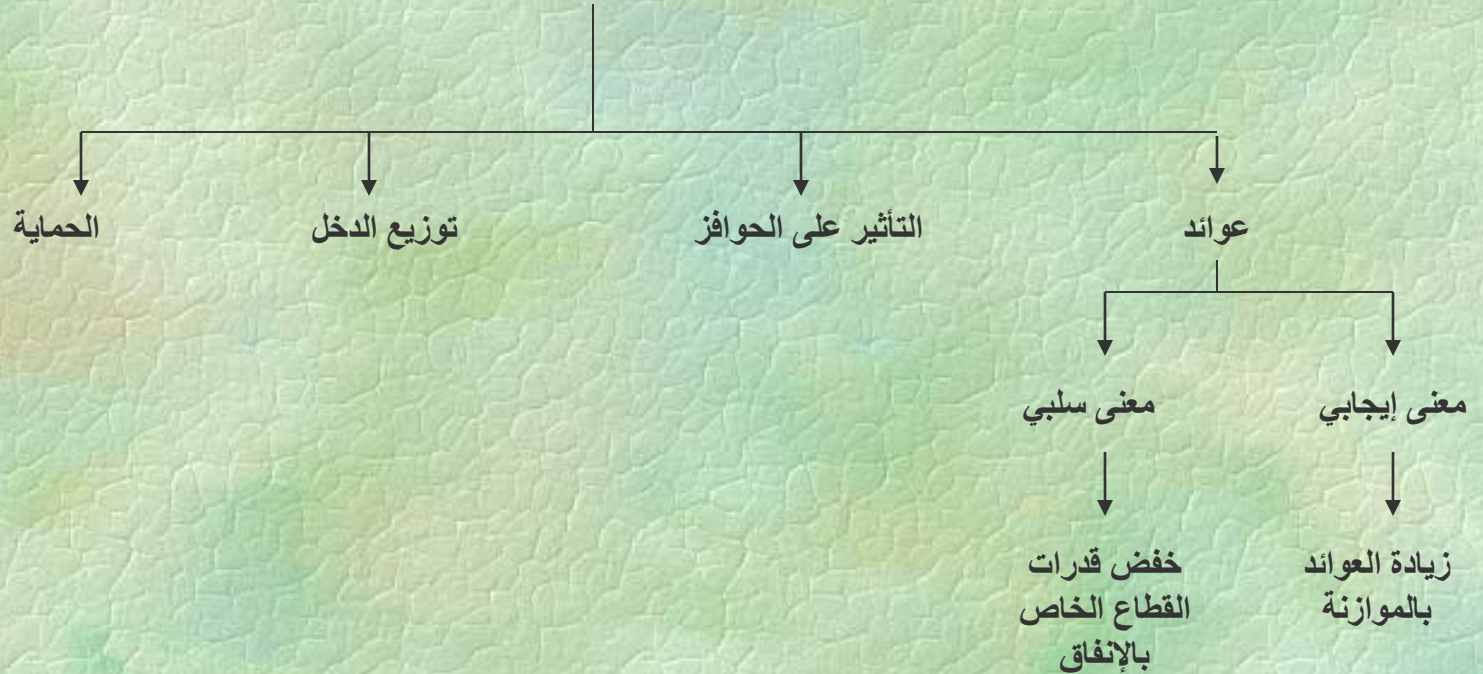 عوائد
التأثير على الحوافز
توزيع الدخل
الحماية
معنى إيجابي
معنى سلبي
زيادة العوائد
بالموازنة
خفض قدرات
القطاع الخاص
بالإنفاق